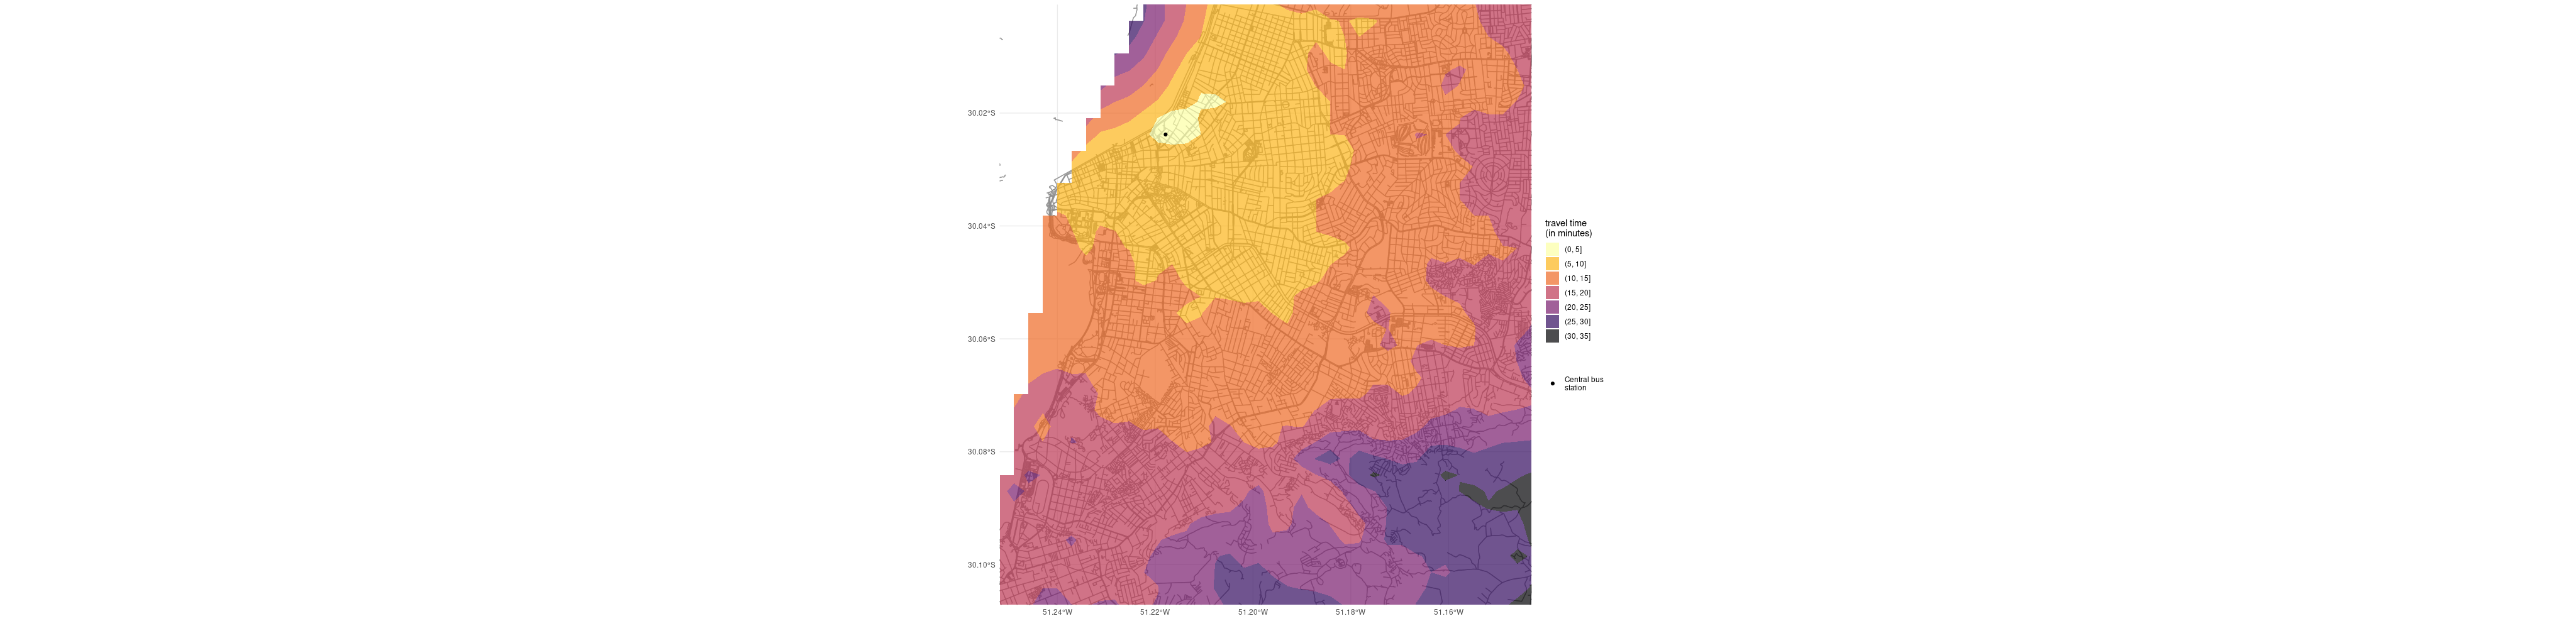 30.02°S
30.04°S
30.06°S
30.08°S
30.10°S
51.24°W
51.22°W
51.20°W
51.18°W
51.16°W
travel time
(in minutes)
(0, 5]
(5, 10]
(10, 15]
(15, 20]
(20, 25]
(25, 30]
(30, 35]
Central bus
station